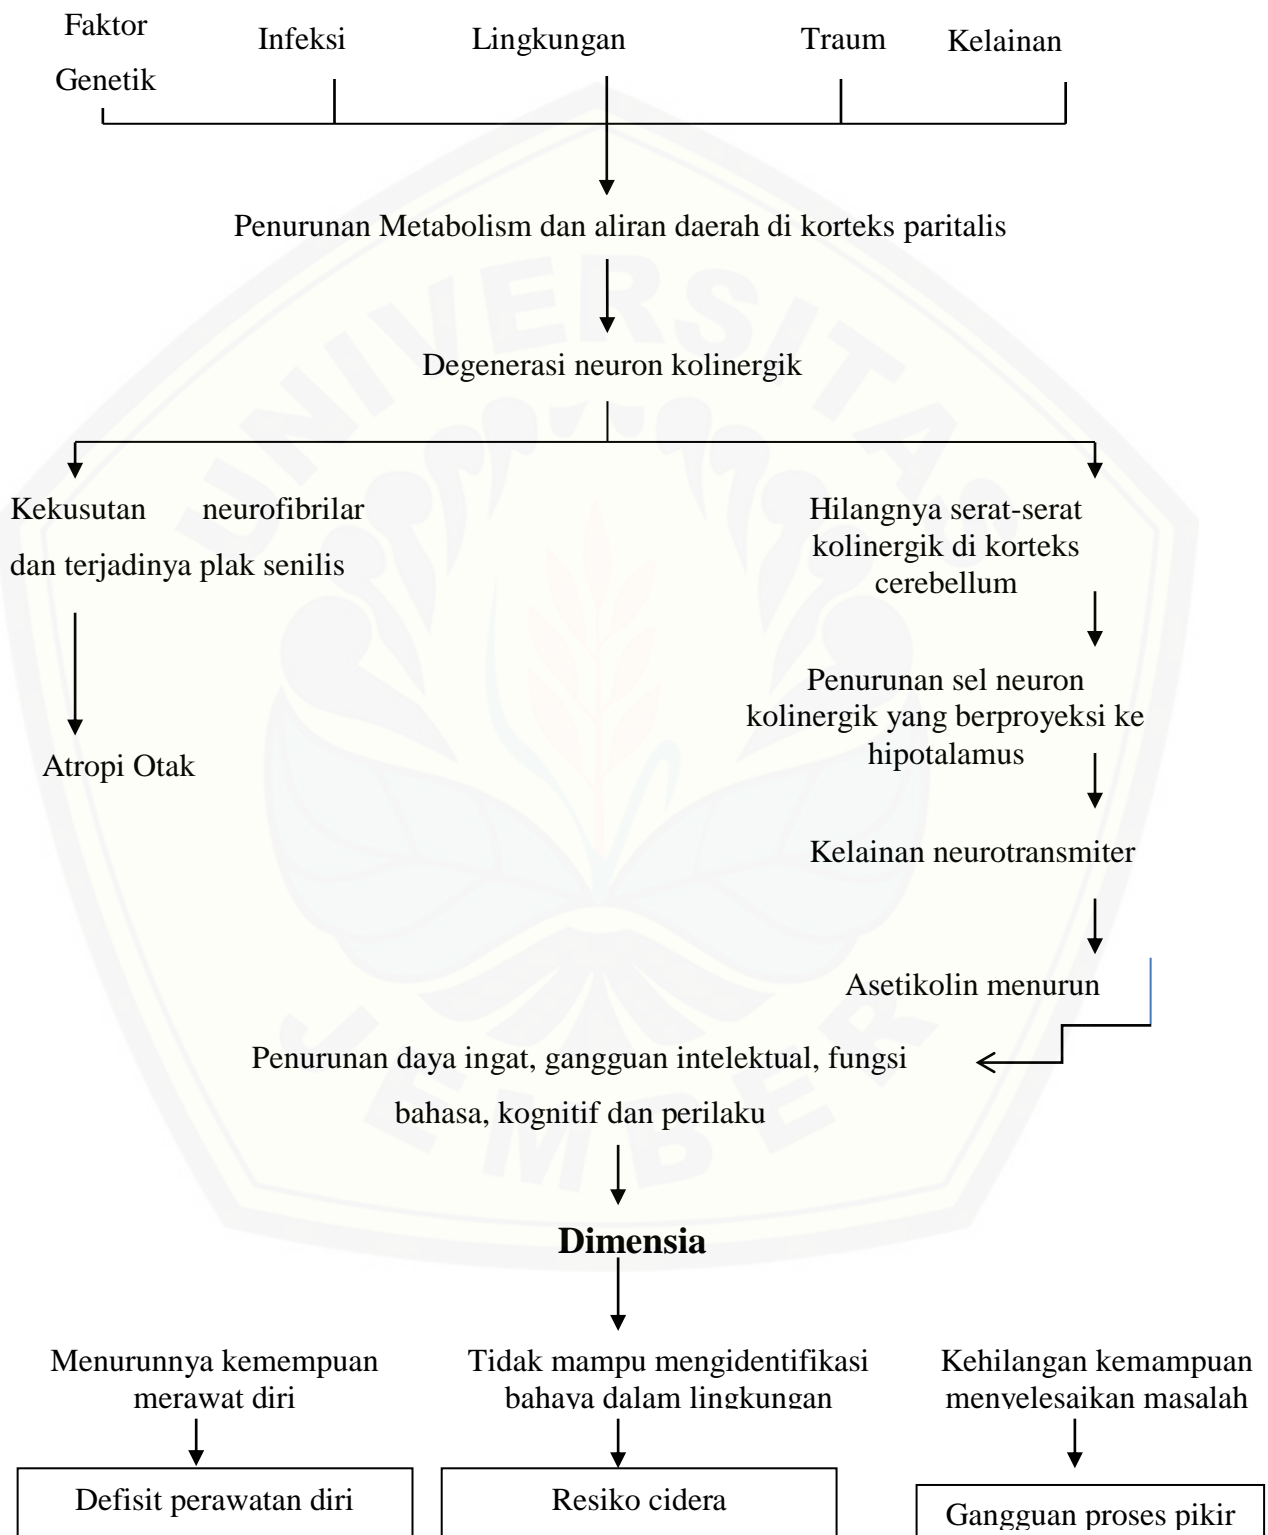 Faktor
Genetik
Infeksi
Lingkungan
Traum
Kelainan
Penurunan Metabolism dan aliran daerah di korteks paritalis
Degenerasi neuron kolinergik
Kekusutan neurofibrilar
dan terjadinya plak senilis
Hilangnya serat-serat
kolinergik di korteks
cerebellum
Atropi Otak
Penurunan sel neuron
kolinergik yang berproyeksi ke
hipotalamus
Kelainan neurotransmiter
Asetikolin menurun
Penurunan daya ingat, gangguan intelektual, fungsi
bahasa, kognitif dan perilaku
Dimensia
Menurunnya kemempuan
merawat diri
Tidak mampu mengidentifikasi
bahaya dalam lingkungan
Kehilangan kemampuan
menyelesaikan masalah
Defisit perawatan diri
Resiko cidera
Gangguan proses pikir
UNIVERSITAS
JEMBER